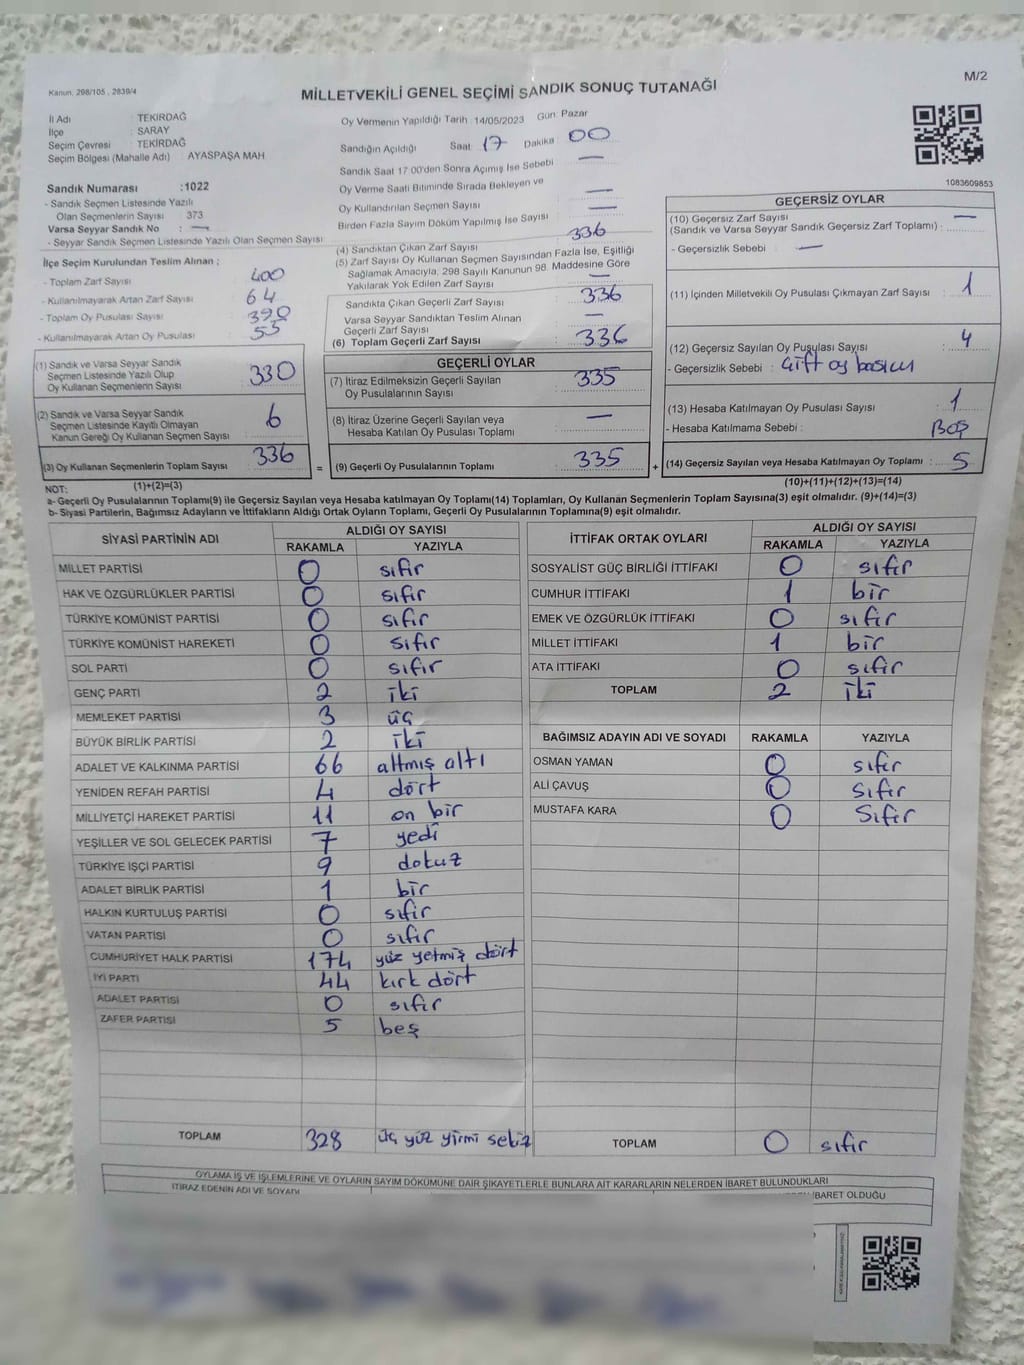 Kanun. 298/105 , 2839/4
MİLLETVEKİLİ GENEL SEÇİMİ SANDIK SONUÇ TUTANAĞI
M/2
İl Adı : TEKİRDAĞ
İlçe : SARAY
Seçim Çevresi : TEKİRDAĞ
Seçim Bölgesi (Mahalle Adı) : AYASPAŞA MAH
Sandık Numarası :1022
- Sandık Seçmen Listesinde Yazılı
Olan Seçmenlerin Sayısı 373
Varsa Seyyar Sandık No : —
- Seyyar Sandık Seçmen Listesinde Yazılı Olan Seçmen Sayısı
İlçe Seçim Kurulundan Teslim Alınan ;
- Toplam Zarf Sayısı : 400
- Kullanılmayarak Artan Zarf Sayısı : 64
- Toplam Oy Pusulası Sayısı : 390
- Kullanılmayarak Artan Oy Pusulası : 55
(1) Sandık ve Varsa Seyyar Sandık
Seçmen Listesinde Yazılı Olup
Oy Kullanan Seçmenlerin Sayısı 330
(2) Sandık ve Varsa Seyyar Sandık
Seçmen Listesinde Kayıtlı Olmayan
Kanun Gereği Oy Kullanan Seçmen Sayısı 6
(3) Oy Kullanan Seçmenlerin Toplam Sayısı 336
(1)+(2)=(3)
Oy Vermenin Yapıldığı Tarih :14/05/2023 Gün: Pazar
Sandığın Açıldığı Saat 17 Dakika 00
Sandık Saat 17:00'den Sonra Açılmış İse Sebebi —
Oy Verme Saati Bitiminde Sırada Bekleyen ve
Oy Kullandırılan Seçmen Sayısı —
Birden Fazla Sayım Döküm Yapılmış İse Sayısı —
(4) Sandıktan Çıkan Zarf Sayısı 336
(5) Zarf Sayısı Oy Kullanan Seçmen Sayısından Fazla İse, Eşitliği
Sağlamak Amacıyla, 298 Sayılı Kanunun 98. Maddesine Göre
Yakılarak Yok Edilen Zarf Sayısı —
Sandıkta Çıkan Geçerli Zarf Sayısı : 336
Varsa Seyyar Sandıktan Teslim Alınan
Geçerli Zarf Sayısı : —
(6) Toplam Geçerli Zarf Sayısı : 336
GEÇERLİ OYLAR
(7) İtiraz Edilmeksizin Geçerli Sayılan
Oy Pusulalarının Sayısı 335
(8) İtiraz Üzerine Geçerli Sayılan veya
Hesaba Katılan Oy Pusulası Toplamı —
= (9) Geçerli Oy Pusulalarının Toplamı 335 +
1083609853
GEÇERSİZ OYLAR
(10) Geçersiz Zarf Sayısı —
(Sandık ve Varsa Seyyar Sandık Geçersiz Zarf Toplamı) :
- Geçersizlik Sebebi : —
(11) İçinden Milletvekili Oy Pusulası Çıkmayan Zarf Sayısı : 1
(12) Geçersiz Sayılan Oy Pusulası Sayısı : 4
- Geçersizlik Sebebi : Çift oy basımı
(13) Hesaba Katılmayan Oy Pusulası Sayısı : 1
- Hesaba Katılmama Sebebi : Boş
(14) Geçersiz Sayılan veya Hesaba Katılmayan Oy Toplamı : 5
(10)+(11)+(12)+(13)=(14)
NOT:
a- Geçerli Oy Pusulalarının Toplamı(9) ile Geçersiz Sayılan veya Hesaba katılmayan Oy Toplamı(14) Toplamları, Oy Kullanan Seçmenlerin Toplam Sayısına(3) eşit olmalıdır. (9)+(14)=(3)
b- Siyasi Partilerin, Bağımsız Adayların ve İttifakların Aldığı Ortak Oyların Toplamı, Geçerli Oy Pusulalarının Toplamına(9) eşit olmalıdır.
SİYASİ PARTİNİN ADI ALDIĞI OY SAYISI
RAKAMLA YAZIYLA
MİLLET PARTİSİ 0 sıfır
HAK VE ÖZGÜRLÜKLER PARTİSİ 0 sıfır
TÜRKİYE KOMÜNİST PARTİSİ 0 sıfır
TÜRKİYE KOMÜNİST HAREKETİ 0 sıfır
SOL PARTİ 0 sıfır
GENÇ PARTİ 2 iki
MEMLEKET PARTİSİ 3 üç
BÜYÜK BİRLİK PARTİSİ 2 iki
ADALET VE KALKINMA PARTİSİ 66 altmış altı
YENİDEN REFAH PARTİSİ 4 dört
MİLLİYETÇİ HAREKET PARTİSİ 11 on bir
YEŞİLLER VE SOL GELECEK PARTİSİ 7 yedi
TÜRKİYE İŞÇİ PARTİSİ 9 dokuz
ADALET BİRLİK PARTİSİ 1 bir
HALKIN KURTULUŞ PARTİSİ 0 sıfır
VATAN PARTİSİ 0 sıfır
CUMHURİYET HALK PARTİSİ 174 yüz yetmiş dört
İYİ PARTİ 44 kırk dört
ADALET PARTİSİ 0 sıfır
ZAFER PARTİSİ 5 beş
TOPLAM 328 üç yüz yirmi sekiz
İTTİFAK ORTAK OYLARI ALDIĞI OY SAYISI
RAKAMLA YAZIYLA
SOSYALİST GÜÇ BİRLİĞİ İTTİFAKI 0 sıfır
CUMHUR İTTİFAKI 1 bir
EMEK VE ÖZGÜRLÜK İTTİFAKI 0 sıfır
MİLLET İTTİFAKI 1 bir
ATA İTTİFAKI 0 sıfır
TOPLAM 2 iki
BAĞIMSIZ ADAYIN ADI VE SOYADI RAKAMLA YAZIYLA
OSMAN YAMAN 0 sıfır
ALİ ÇAVUŞ 0 sıfır
MUSTAFA KARA 0 sıfır
TOPLAM 0 sıfır
OYLAMA İŞ VE İŞLEMLERİNE VE OYLARIN SAYIM DÖKÜMÜNE DAİR ŞİKAYETLERLE BUNLARA AİT KARARLARIN NELERDEN İBARET BULUNDUKLARI
İTİRAZ EDENİN ADI VE SOYADI
İBARET OLDUĞU